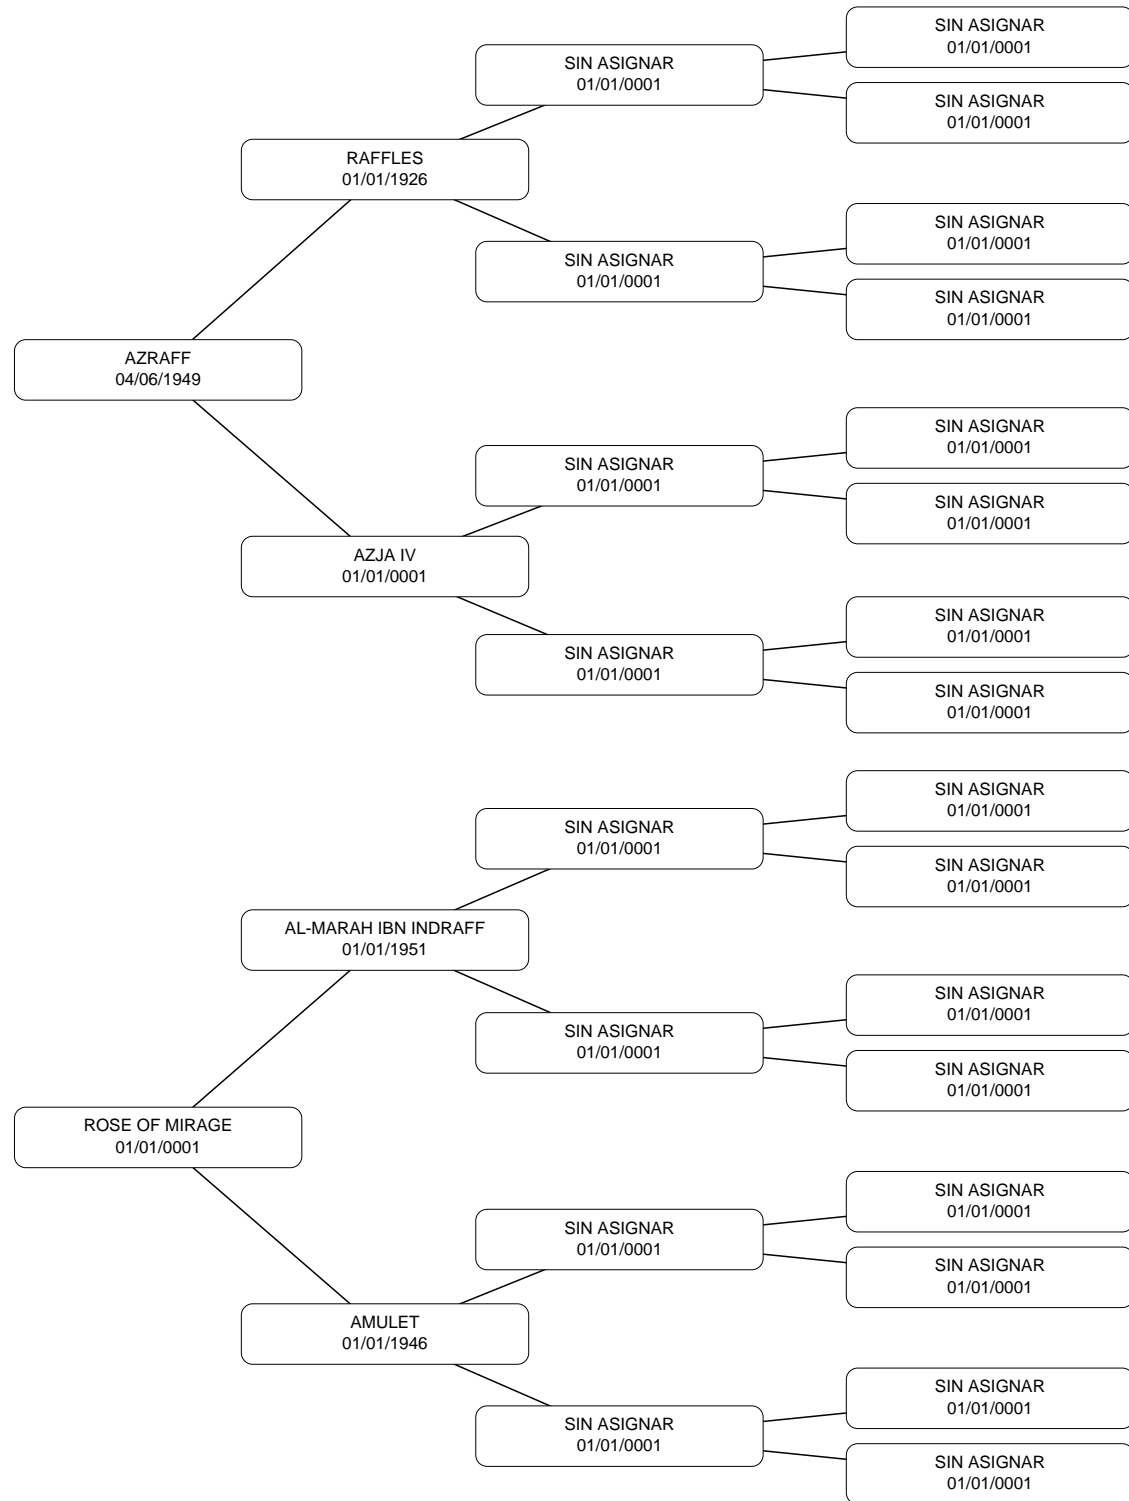 SIN ASIGNAR
01/01/0001
SIN ASIGNAR
01/01/0001
SIN ASIGNAR
01/01/0001
RAFFLES
01/01/1926
SIN ASIGNAR
01/01/0001
SIN ASIGNAR
01/01/0001
SIN ASIGNAR
01/01/0001
AZRAFF
04/06/1949
SIN ASIGNAR
01/01/0001
SIN ASIGNAR
01/01/0001
SIN ASIGNAR
01/01/0001
AZJA IV
01/01/0001
SIN ASIGNAR
01/01/0001
SIN ASIGNAR
01/01/0001
SIN ASIGNAR
01/01/0001
SIN ASIGNAR
01/01/0001
SIN ASIGNAR
01/01/0001
SIN ASIGNAR
01/01/0001
AL-MARAH IBN INDRAFF
01/01/1951
SIN ASIGNAR
01/01/0001
SIN ASIGNAR
01/01/0001
SIN ASIGNAR
01/01/0001
ROSE OF MIRAGE
01/01/0001
SIN ASIGNAR
01/01/0001
SIN ASIGNAR
01/01/0001
SIN ASIGNAR
01/01/0001
AMULET
01/01/1946
SIN ASIGNAR
01/01/0001
SIN ASIGNAR
01/01/0001
SIN ASIGNAR
01/01/0001